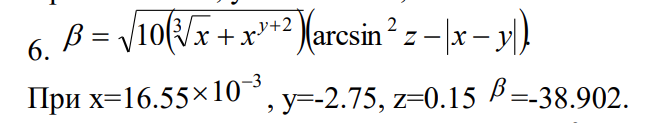 6. β = √(10(∛x + x^(y+2)))(arcsin² z − |x − y|).
При x=16.55×10⁻³, y=-2.75, z=0.15 β=-38.902.